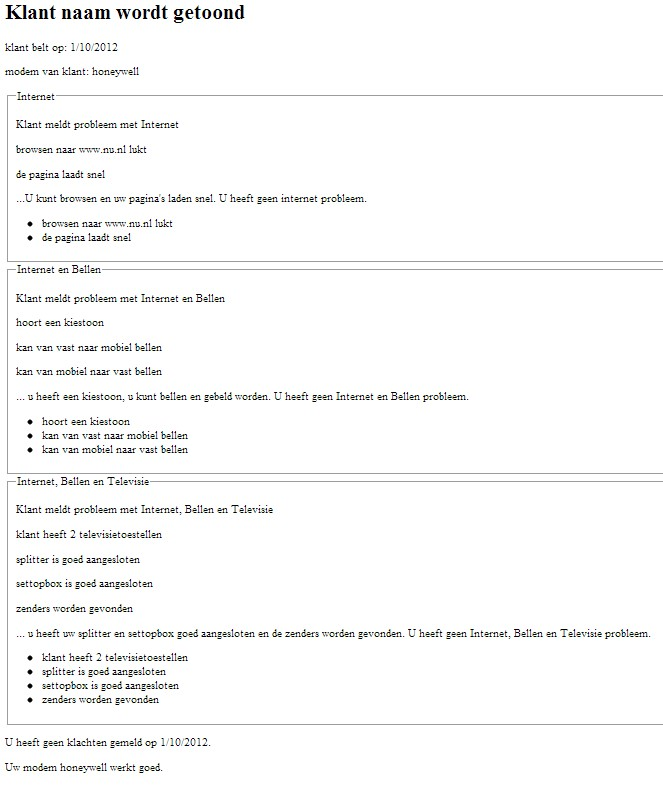 Klant naam wordt getoond
klant belt op: 1/10/2012
modem van klant: honeywell
Internet
Klant meldt probleem met Internet
browsen naar www.nu.nl lukt
de pagina laadt snel
...U kunt browsen en uw pagina's laden snel. U heeft geen internet probleem.
browsen naar www.nu.nl lukt
de pagina laadt snel
Internet en Bellen
Klant meldt probleem met Internet en Bellen
hoort een kiestoon
kan van vast naar mobiel bellen
kan van mobiel naar vast bellen
... u heeft een kiestoon, u kunt bellen en gebeld worden. U heeft geen Internet en Bellen probleem.
hoort een kiestoon
kan van vast naar mobiel bellen
kan van mobiel naar vast bellen
Internet, Bellen en Televisie
Klant meldt probleem met Internet, Bellen en Televisie
klant heeft 2 televisietoestellen
splitter is goed aangesloten
settopbox is goed aangesloten
zenders worden gevonden
... u heeft uw splitter en settopbox goed aangesloten en de zenders worden gevonden. U heeft geen Internet, Bellen en Televisie probleem.
klant heeft 2 televisietoestellen
splitter is goed aangesloten
settopbox is goed aangesloten
zenders worden gevonden
U heeft geen klachten gemeld op 1/10/2012.
Uw modem honeywell werkt goed.